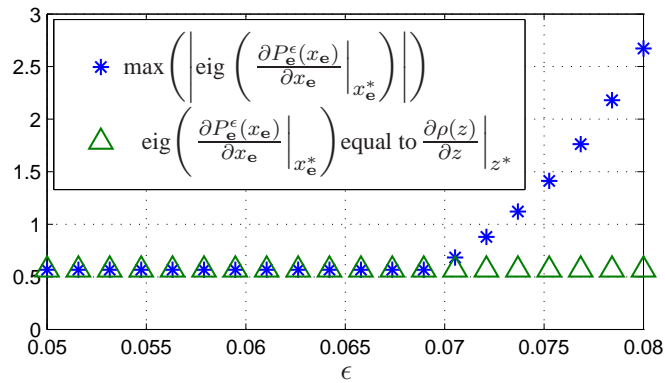 3
2.5
2
1.5
1
0.5
0
max(|eig(∂P_e^ϵ(x_e)/∂x_e |_{x_e^*})|)
eig(∂P_e^ϵ(x_e)/∂x_e |_{x_e^*}) equal to ∂ρ(z)/∂z |_{z^*}
0.05 0.055 0.06 0.065 0.07 0.075 0.08
ϵ